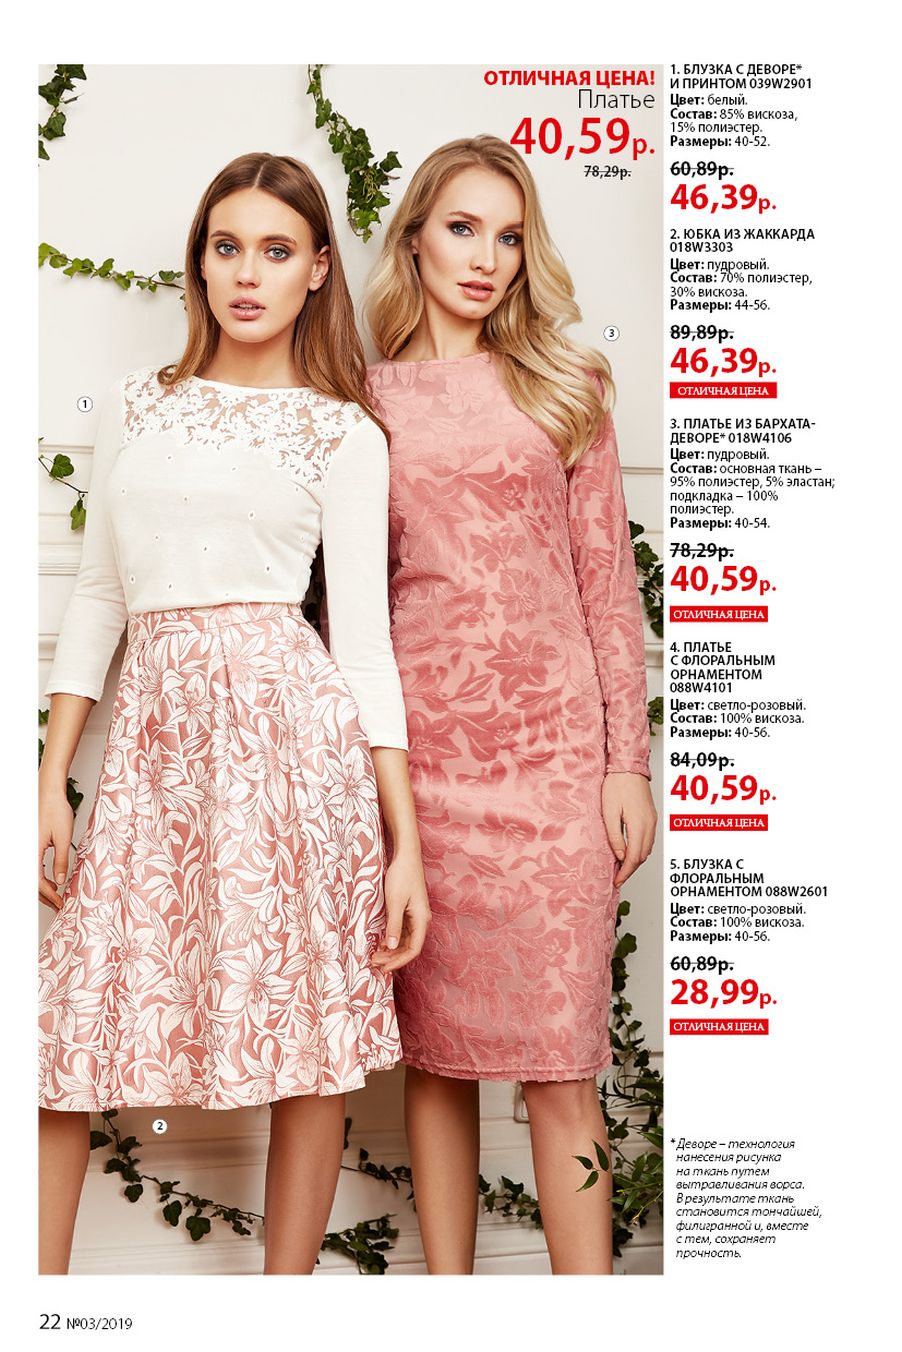 ОТЛИЧНАЯ ЦЕНА!
Платье
40,59р.
78,29р.
1
2
3
1. БЛУЗКА С ДЕВОРЕ*
И ПРИНТОМ 039W2901
Цвет: белый.
Состав: 85% вискоза,
15% полиэстер.
Размеры: 40-52.
60,89р.
46,39р.
2. ЮБКА ИЗ ЖАККАРДА
018W3303
Цвет: пудровый.
Состав: 70% полиэстер,
30% вискоза.
Размеры: 44-56.
89,89р.
46,39р.
ОТЛИЧНАЯ ЦЕНА
3. ПЛАТЬЕ ИЗ БАРХАТА-
ДЕВОРЕ* 018W4106
Цвет: пудровый.
Состав: основная ткань –
95% полиэстер, 5% эластан;
подкладка – 100%
полиэстер.
Размеры: 40-54.
78,29р.
40,59р.
ОТЛИЧНАЯ ЦЕНА
4. ПЛАТЬЕ
С ФЛОРАЛЬНЫМ
ОРНАМЕНТОМ
088W4101
Цвет: светло-розовый.
Состав: 100% вискоза.
Размеры: 40-56.
84,09р.
40,59р.
ОТЛИЧНАЯ ЦЕНА
5. БЛУЗКА С
ФЛОРАЛЬНЫМ
ОРНАМЕНТОМ 088W2601
Цвет: светло-розовый.
Состав: 100% вискоза.
Размеры: 40-56.
60,89р.
28,99р.
ОТЛИЧНАЯ ЦЕНА
* Деворе – технология
нанесения рисунка
на ткань путем
вытравливания ворса.
В результате ткань
становится тончайшей,
филигранной и, вместе
с тем, сохраняет
прочность.
22 №03/2019